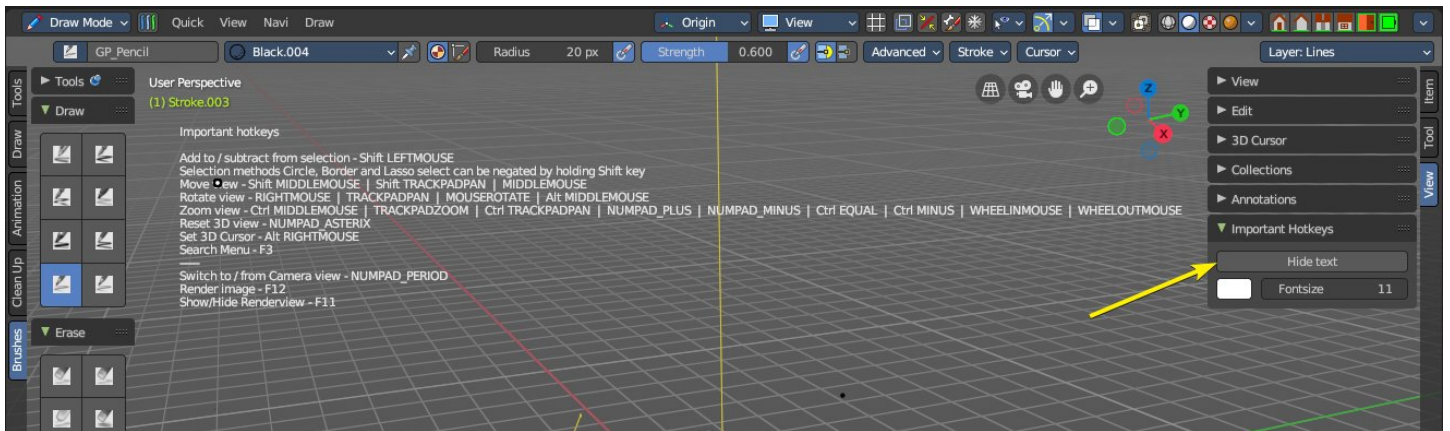 Draw Mode Quick View Navi Draw Origin View
GP_Pencil Black.004 Radius 20 px Strength 0.600 Advanced Stroke Cursor Layer: Lines
Tools
Draw
Animation
Clean Up
Brushes
Tools
Draw
Erase
User Perspective
(1) Stroke.003
Important hotkeys
Add to / subtract from selection - Shift LEFTMOUSE
Selection methods Circle, Border and Lasso select can be negated by holding Shift key
Move ew - Shift MIDDLEMOUSE | Shift TRACKPADPAN | MIDDLEMOUSE
Rotate view - RIGHTMOUSE | TRACKPADPAN | MOUSEROTATE | Alt MIDDLEMOUSE
Zoom view - Ctrl MIDDLEMOUSE | TRACKPADZOOM | Ctrl TRACKPADPAN | NUMPAD_PLUS | NUMPAD_MINUS | Ctrl EQUAL | Ctrl MINUS | WHEELINMOUSE | WHEELOUTMOUSE
Reset 3D view - NUMPAD_ASTERIX
Set 3D Cursor - Alt RIGHTMOUSE
Search Menu - F3
Switch to / from Camera view - NUMPAD_PERIOD
Render image - F12
Show/Hide Renderview - F11
Z
Y
X
View
Edit
3D Cursor
Collections
Annotations
Important Hotkeys
Hide text
Fontsize 11
Item
Tool
View